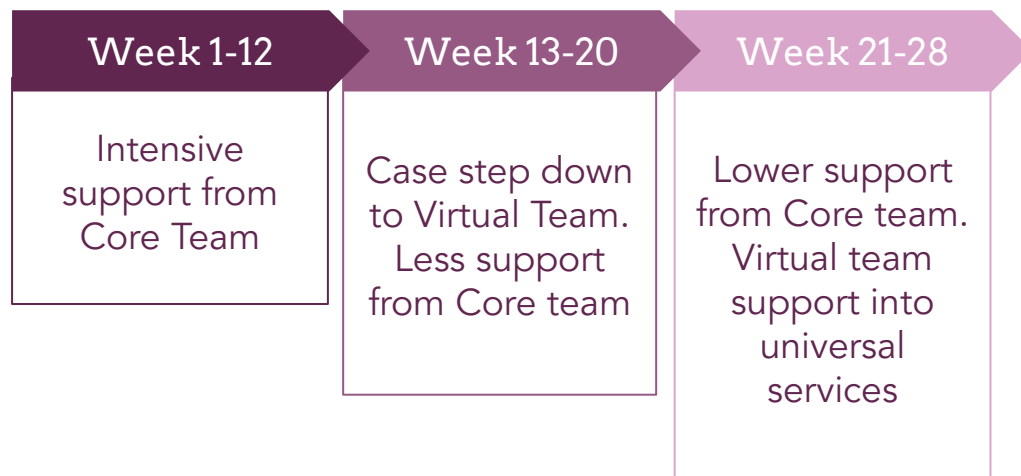 Week 1-12
Intensive
support from
Core Team
Week 13-20
Case step down
to Virtual Team.
Less support
from Core team
Week 21-28
Lower support
from Core team.
Virtual team
support into
universal
services